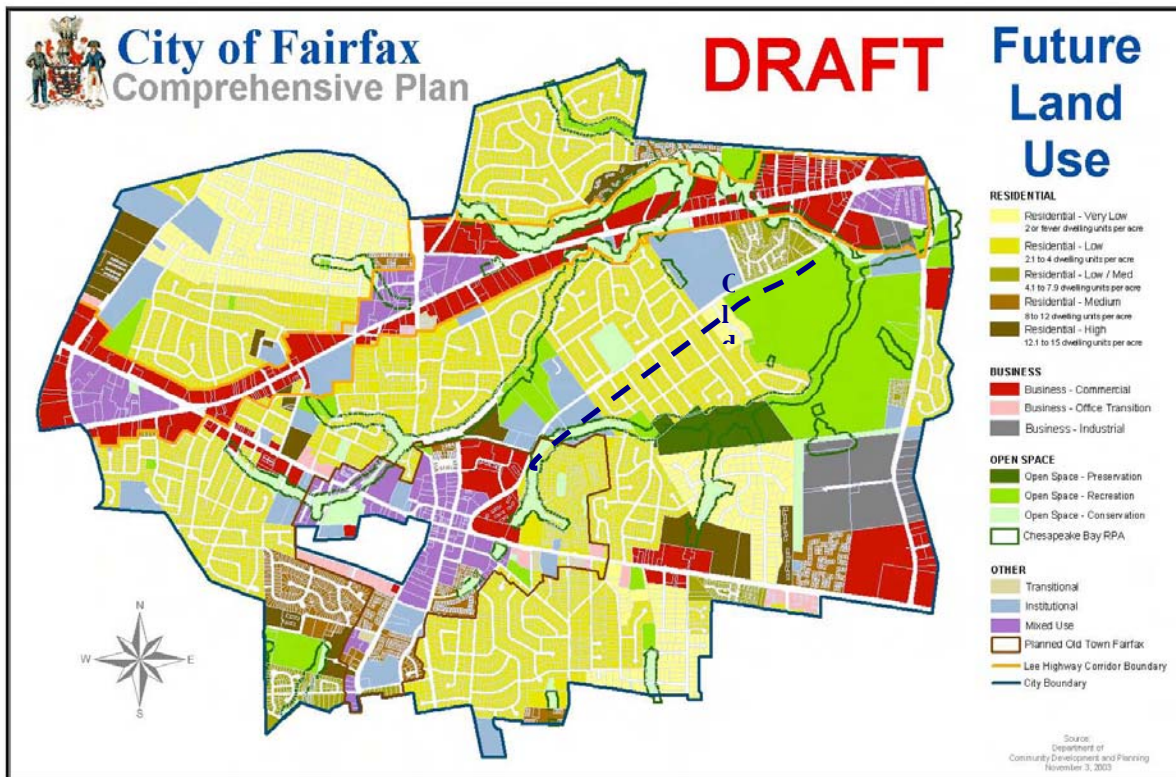 City of Fairfax
Comprehensive Plan
DRAFT
Future
Land
Use
RESIDENTIAL
Residential - Very Low
2 or fewer dwelling units per acre
Residential - Low
2.1 to 4 dwelling units per acre
Residential - Low / Med
4.1 to 7.9 dwelling units per acre
Residential - Medium
8 to 12 dwelling units per acre
Residential - High
12.1 to 15 dwelling units per acre
BUSINESS
Business - Commercial
Business - Office Transition
Business - Industrial
OPEN SPACE
Open Space - Preservation
Open Space - Recreation
Open Space - Conservation
Chesapeake Bay RPA
OTHER
Transitional
Institutional
Mixed Use
Planned Old Town Fairfax
Lee Highway Corridor Boundary
City Boundary
N
W
E
S
Source:
Department of
Community Development and Planning
November 3, 2003